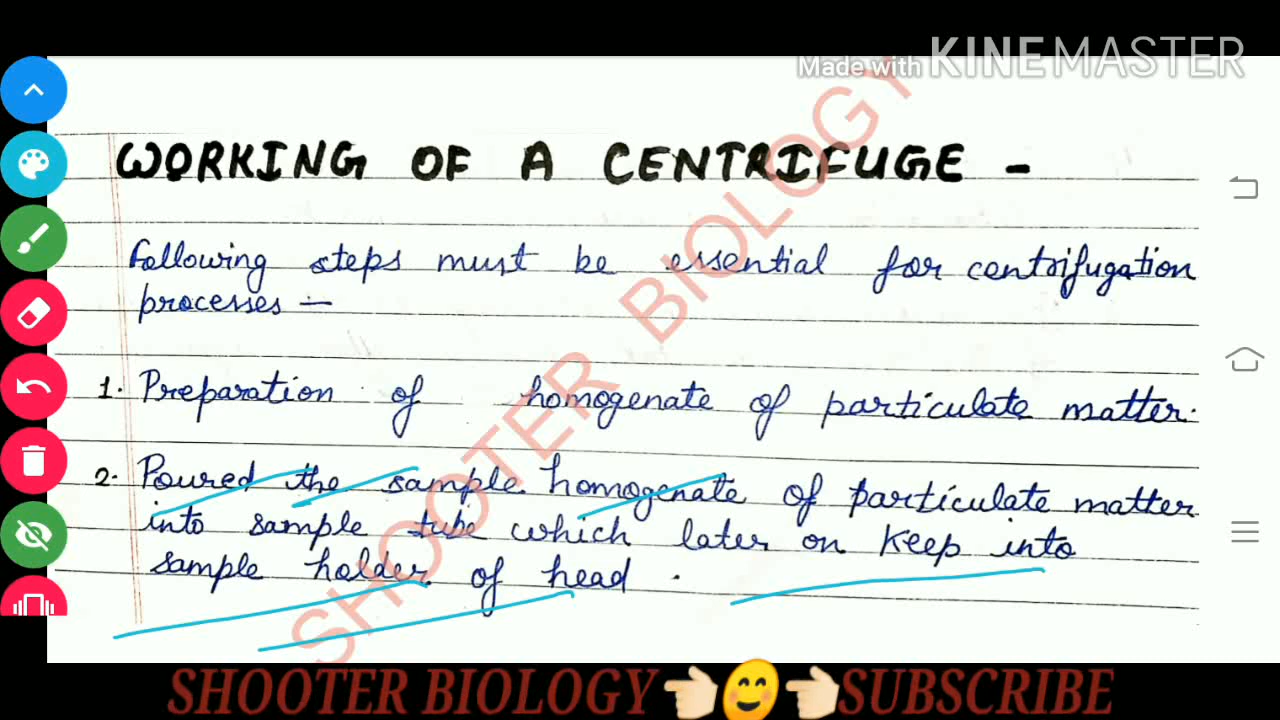 Made with KINEMASTER
WORKING OF A CENTRIFUGE -
Following steps must be essential for centrifugation
processes -
1. Preparation of homogenate of particulate matter.
2. Poured the sample homogenate of particulate matter
into sample tube which later on keep into
sample holder of head .
SHOOTER BIOLOGY
SHOOTER BIOLOGY 👈🏻😊👈🏻SUBSCRIBE